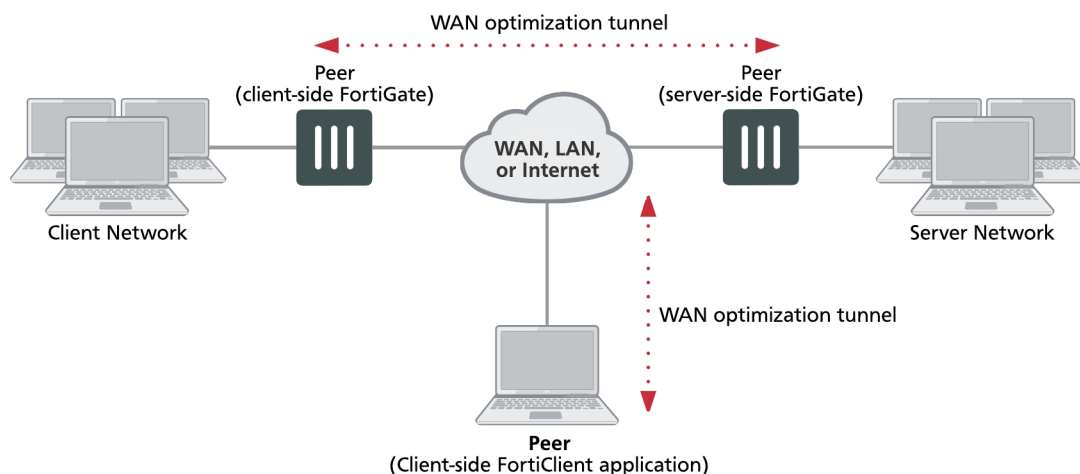 WAN optimization tunnel
Peer
(client-side FortiGate)
Peer
(server-side FortiGate)
WAN, LAN,
or Internet
Client Network
Server Network
WAN optimization tunnel
Peer
(Client-side FortiClient application)